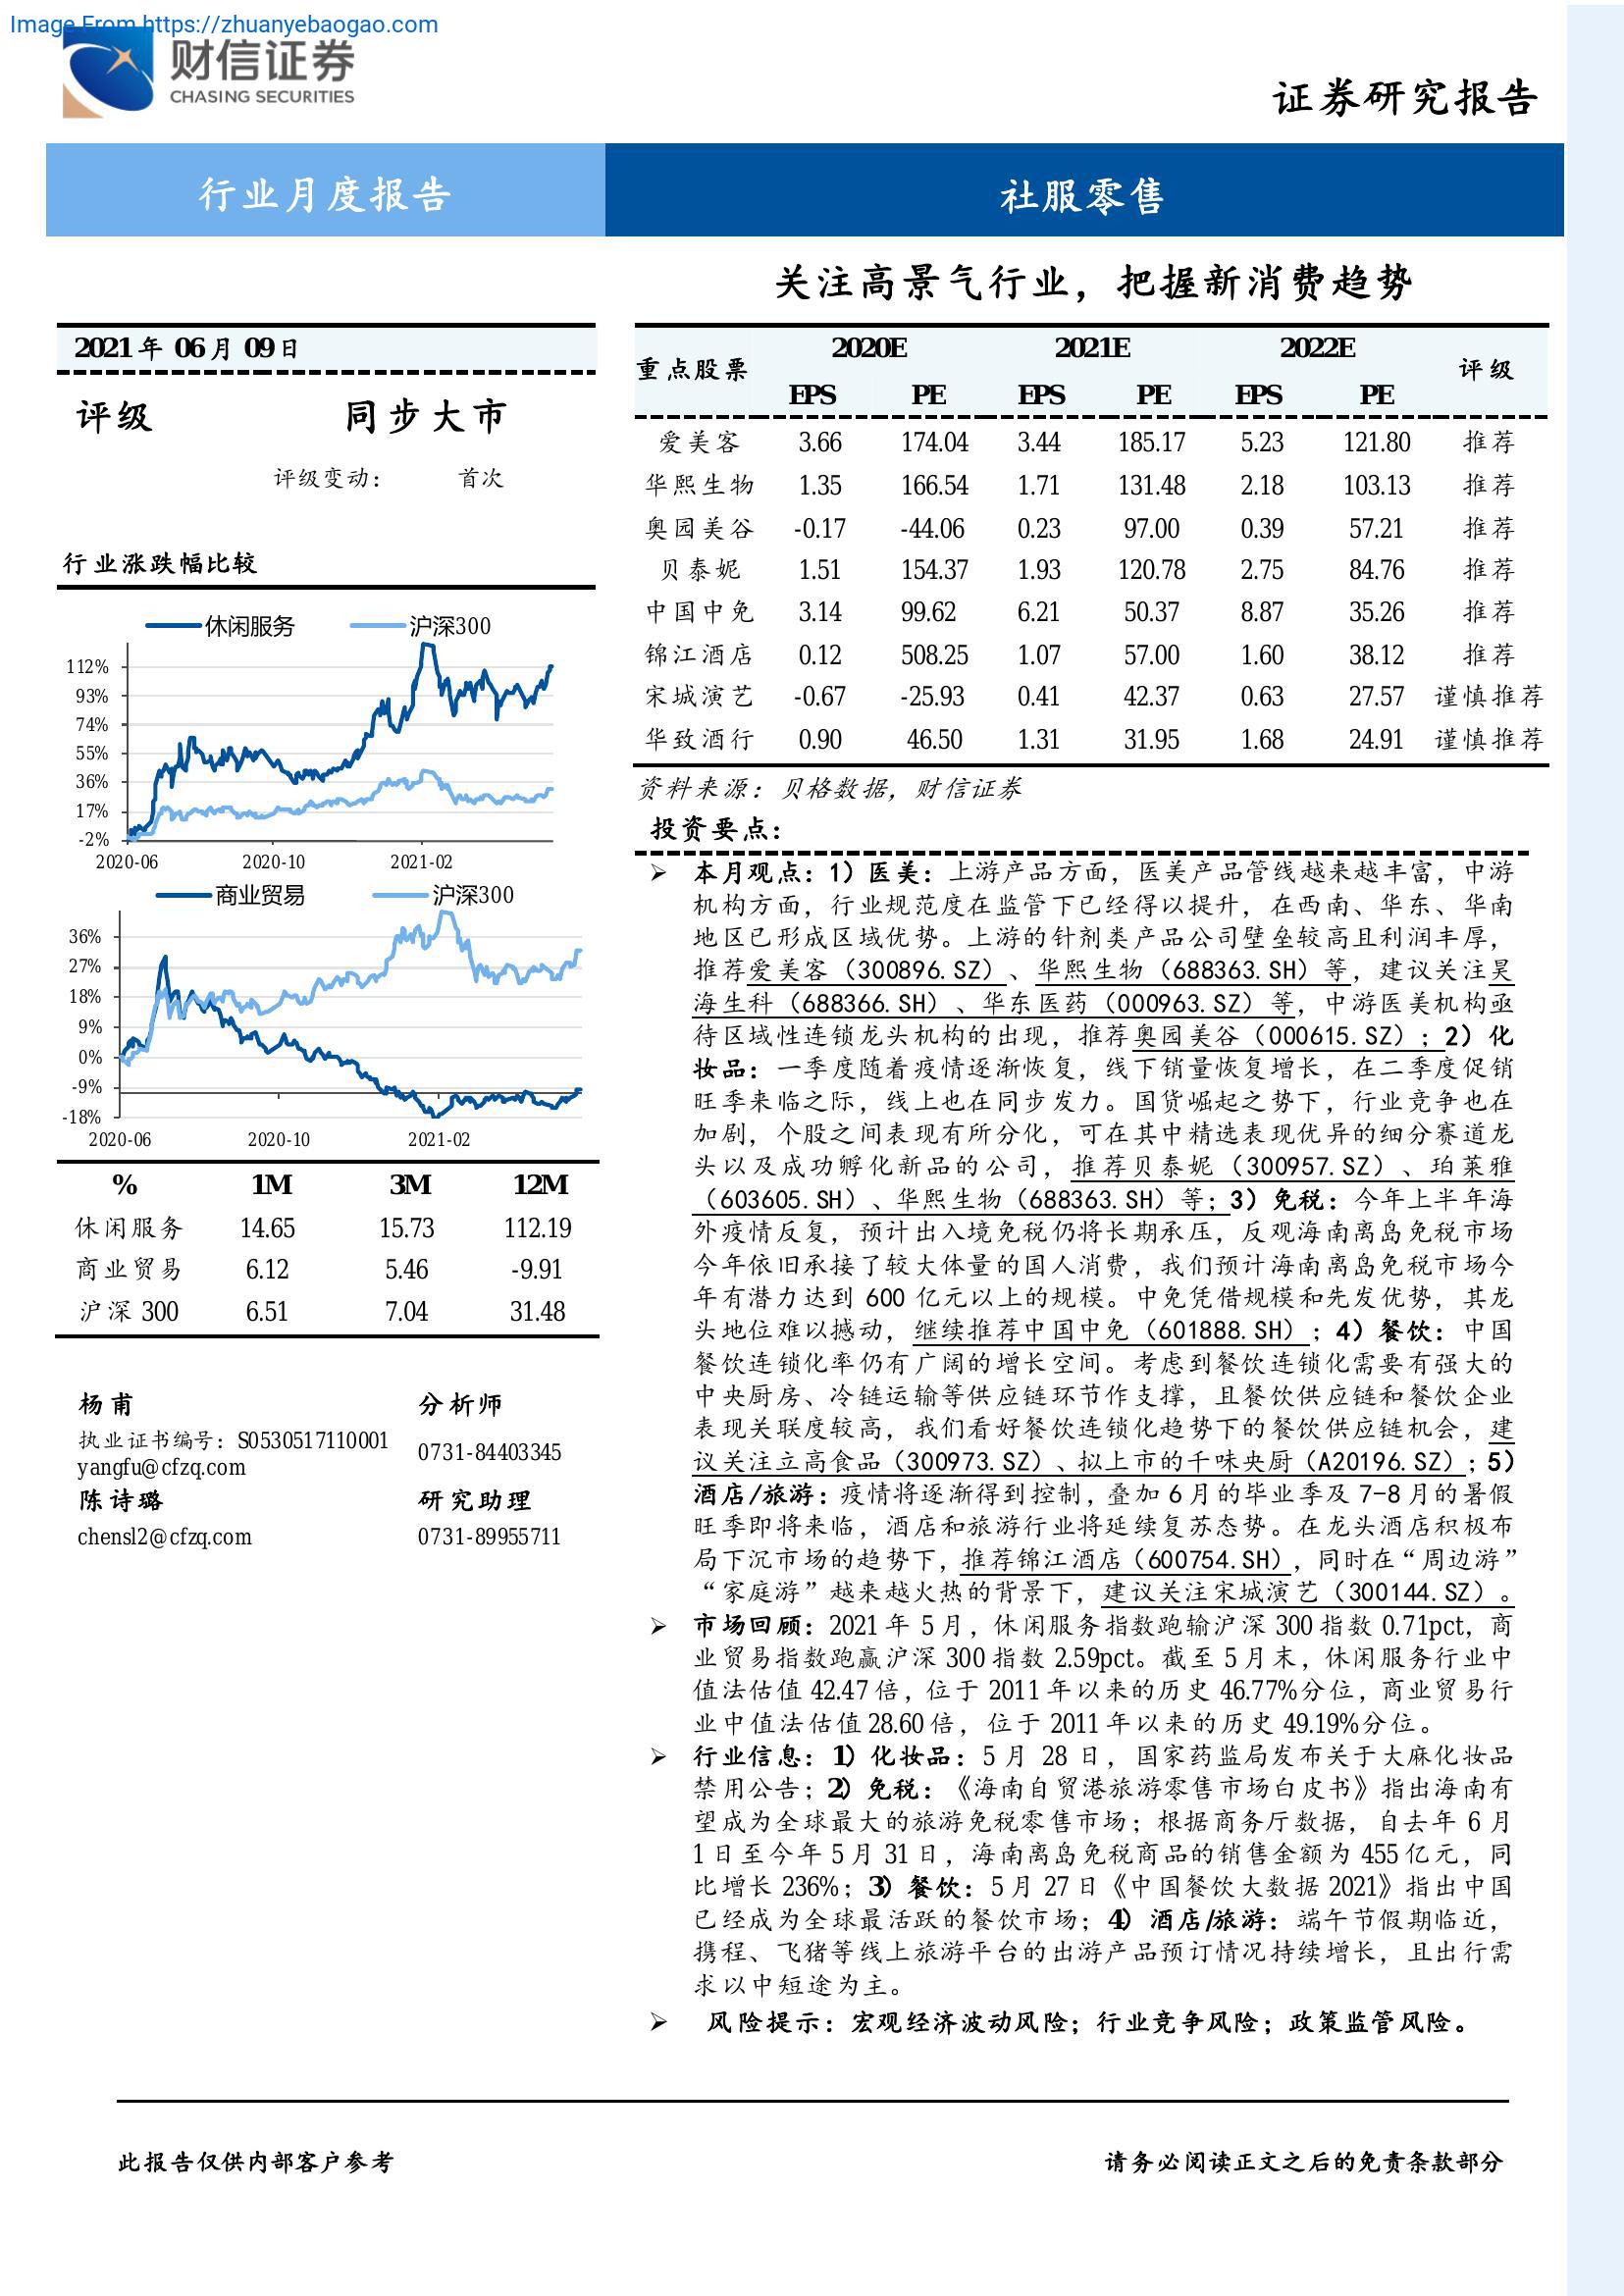 Image From https://zhuanyebaogao.com
财信证券
CHASING SECURITIES
证券研究报告
行业月度报告
社服零售
关注高景气行业，把握新消费趋势
2021 年 06 月 09 日
评级 同步大市
评级变动： 首次
行业涨跌幅比较
休闲服务 沪深300
112%
93%
74%
55%
36%
17%
-2%
2020-06 2020-10 2021-02
商业贸易 沪深300
36%
27%
18%
9%
0%
-9%
-18%
2020-06 2020-10 2021-02
% 1M 3M 12M
休闲服务 14.65 15.73 112.19
商业贸易 6.12 5.46 -9.91
沪深 300 6.51 7.04 31.48
杨甫 分析师
执业证书编号：S0530517110001 0731-84403345
yangfu@cfzq.com
陈诗璐 研究助理
chensl2@cfzq.com 0731-89955711
重点股票 2020E 2021E 2022E 评级
EPS PE EPS PE EPS PE
爱美客 3.66 174.04 3.44 185.17 5.23 121.80 推荐
华熙生物 1.35 166.54 1.71 131.48 2.18 103.13 推荐
奥园美谷 -0.17 -44.06 0.23 97.00 0.39 57.21 推荐
贝泰妮 1.51 154.37 1.93 120.78 2.75 84.76 推荐
中国中免 3.14 99.62 6.21 50.37 8.87 35.26 推荐
锦江酒店 0.12 508.25 1.07 57.00 1.60 38.12 推荐
宋城演艺 -0.67 -25.93 0.41 42.37 0.63 27.57 谨慎推荐
华致酒行 0.90 46.50 1.31 31.95 1.68 24.91 谨慎推荐
资料来源：贝格数据，财信证券
投资要点：
➢ 本月观点：1）医美：上游产品方面，医美产品管线越来越丰富，中游
机构方面，行业规范度在监管下已经得以提升，在西南、华东、华南
地区已形成区域优势。上游的针剂类产品公司壁垒较高且利润丰厚，
推荐爱美客（300896.SZ）、华熙生物（688363.SH）等，建议关注昊
海生科（688366.SH）、华东医药（000963.SZ）等，中游医美机构亟
待区域性连锁龙头机构的出现，推荐奥园美谷（000615.SZ）；2）化
妆品：一季度随着疫情逐渐恢复，线下销量恢复增长，在二季度促销
旺季来临之际，线上也在同步发力。国货崛起之势下，行业竞争也在
加剧，个股之间表现有所分化，可在其中精选表现优异的细分赛道龙
头以及成功孵化新品的公司，推荐贝泰妮（300957.SZ）、珀莱雅
（603605.SH）、华熙生物（688363.SH）等；3）免税：今年上半年海
外疫情反复，预计出入境免税仍将长期承压，反观海南离岛免税市场
今年依旧承接了较大体量的国人消费，我们预计海南离岛免税市场今
年有潜力达到 600 亿元以上的规模。中免凭借规模和先发优势，其龙
头地位难以撼动，继续推荐中国中免（601888.SH）；4）餐饮：中国
餐饮连锁化率仍有广阔的增长空间。考虑到餐饮连锁化需要有强大的
中央厨房、冷链运输等供应链环节作支撑，且餐饮供应链和餐饮企业
表现关联度较高，我们看好餐饮连锁化趋势下的餐饮供应链机会，建
议关注立高食品（300973.SZ）、拟上市的千味央厨（A20196.SZ）；5）
酒店/旅游：疫情将逐渐得到控制，叠加 6 月的毕业季及 7-8 月的暑假
旺季即将来临，酒店和旅游行业将延续复苏态势。在龙头酒店积极布
局下沉市场的趋势下，推荐锦江酒店（600754.SH），同时在“周边游”
“家庭游”越来越火热的背景下，建议关注宋城演艺（300144.SZ）。
➢ 市场回顾：2021 年 5 月，休闲服务指数跑输沪深 300 指数 0.71pct，商
业贸易指数跑赢沪深 300 指数 2.59pct。截至 5 月末，休闲服务行业中
值法估值 42.47 倍，位于 2011 年以来的历史 46.77%分位，商业贸易行
业中值法估值 28.60 倍，位于 2011 年以来的历史 49.19%分位。
➢ 行业信息：1）化妆品：5 月 28 日，国家药监局发布关于大麻化妆品
禁用公告；2）免税：《海南自贸港旅游零售市场白皮书》指出海南有
望成为全球最大的旅游免税零售市场；根据商务厅数据，自去年 6 月
1 日至今年 5 月 31 日，海南离岛免税商品的销售金额为 455 亿元，同
比增长 236%；3）餐饮：5 月 27 日《中国餐饮大数据 2021》指出中国
已经成为全球最活跃的餐饮市场；4）酒店/旅游：端午节假期临近，
携程、飞猪等线上旅游平台的出游产品预订情况持续增长，且出行需
求以中短途为主。
➢ 风险提示：宏观经济波动风险；行业竞争风险；政策监管风险。
此报告仅供内部客户参考
请务必阅读正文之后的免责条款部分